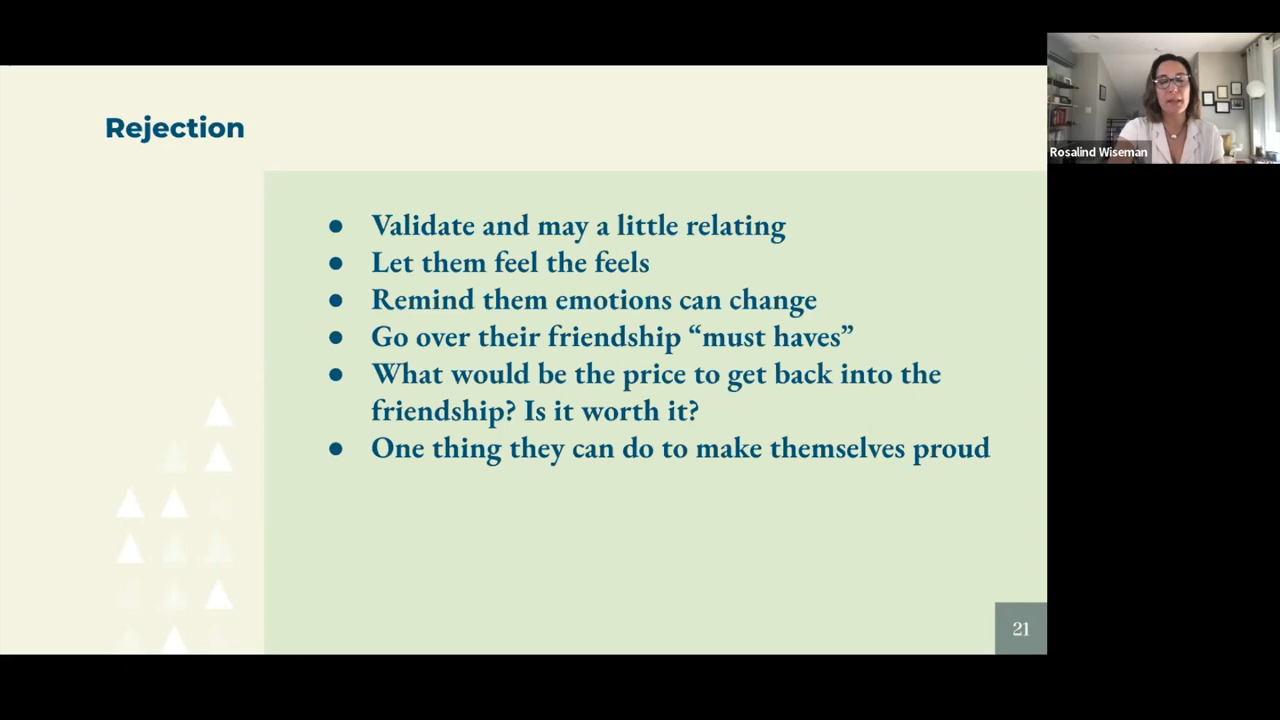 Rejection
● Validate and may a little relating
● Let them feel the feels
● Remind them emotions can change
● Go over their friendship “must haves”
● What would be the price to get back into the
friendship? Is it worth it?
● One thing they can do to make themselves proud
21
Rosalind Wiseman